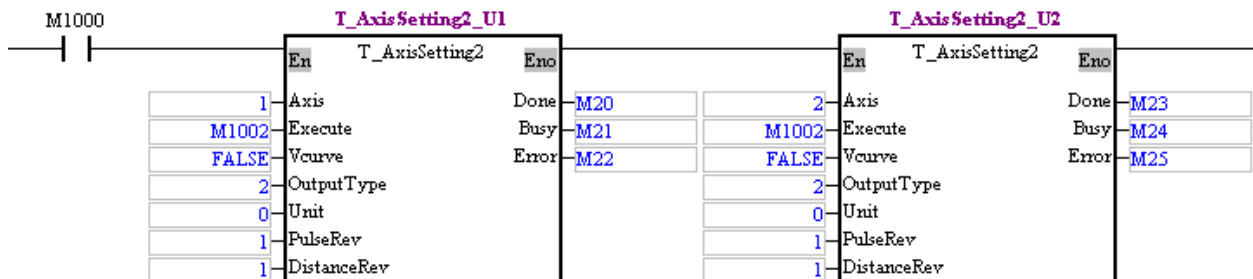 M1000 T_AxisSetting2_U1 T_AxisSetting2_U2
En T_AxisSetting2 Eno En T_AxisSetting2 Eno
1 Axis Done M20 2 Axis Done M23
M1002 Execute Busy M21 M1002 Execute Busy M24
FALSE Vcurve Error M22 FALSE Vcurve Error M25
2 OutputType 2 OutputType
0 Unit 0 Unit
1 PulseRev 1 PulseRev
1 DistanceRev 1 DistanceRev